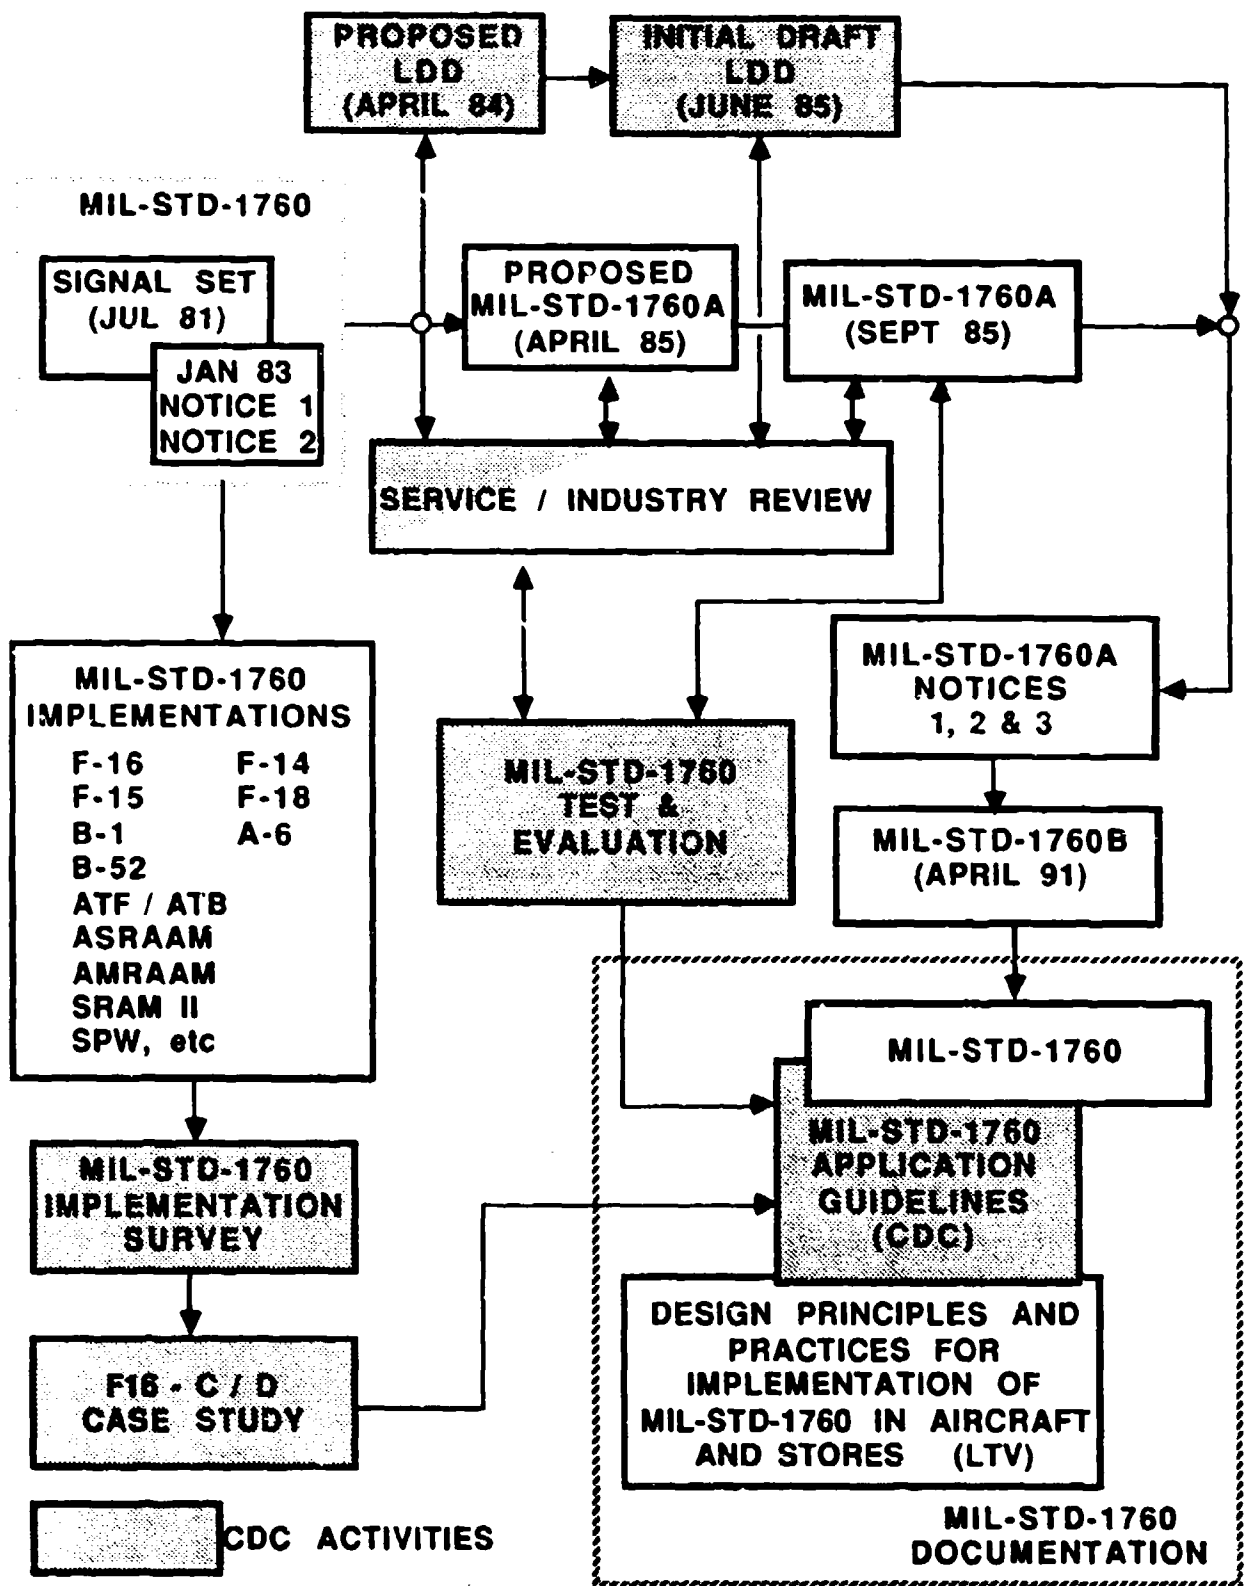 PROPOSED
LDD
(APRIL 84)
INITIAL DRAFT
LDD
(JUNE 85)
MIL-STD-1760
SIGNAL SET
(JUL 81)
JAN 83
NOTICE 1
NOTICE 2
PROPOSED
MIL-STD-1760A
(APRIL 85)
MIL-STD-1760A
(SEPT 85)
SERVICE / INDUSTRY REVIEW
MIL-STD-1760
IMPLEMENTATIONS
F-16 F-14
F-15 F-18
B-1 A-6
B-52
ATF / ATB
ASRAAM
AMRAAM
SRAM II
SPW, etc
MIL-STD-1760
TEST &
EVALUATION
MIL-STD-1760A
NOTICES
1, 2 & 3
MIL-STD-1760B
(APRIL 91)
MIL-STD-1760
MIL-STD-1760
APPLICATION
GUIDELINES
(CDC)
MIL-STD-1760
IMPLEMENTATION
SURVEY
F16 - C / D
CASE STUDY
DESIGN PRINCIPLES AND
PRACTICES FOR
IMPLEMENTATION OF
MIL-STD-1760 IN AIRCRAFT
AND STORES (LTV)
MIL-STD-1760
DOCUMENTATION
CDC ACTIVITIES